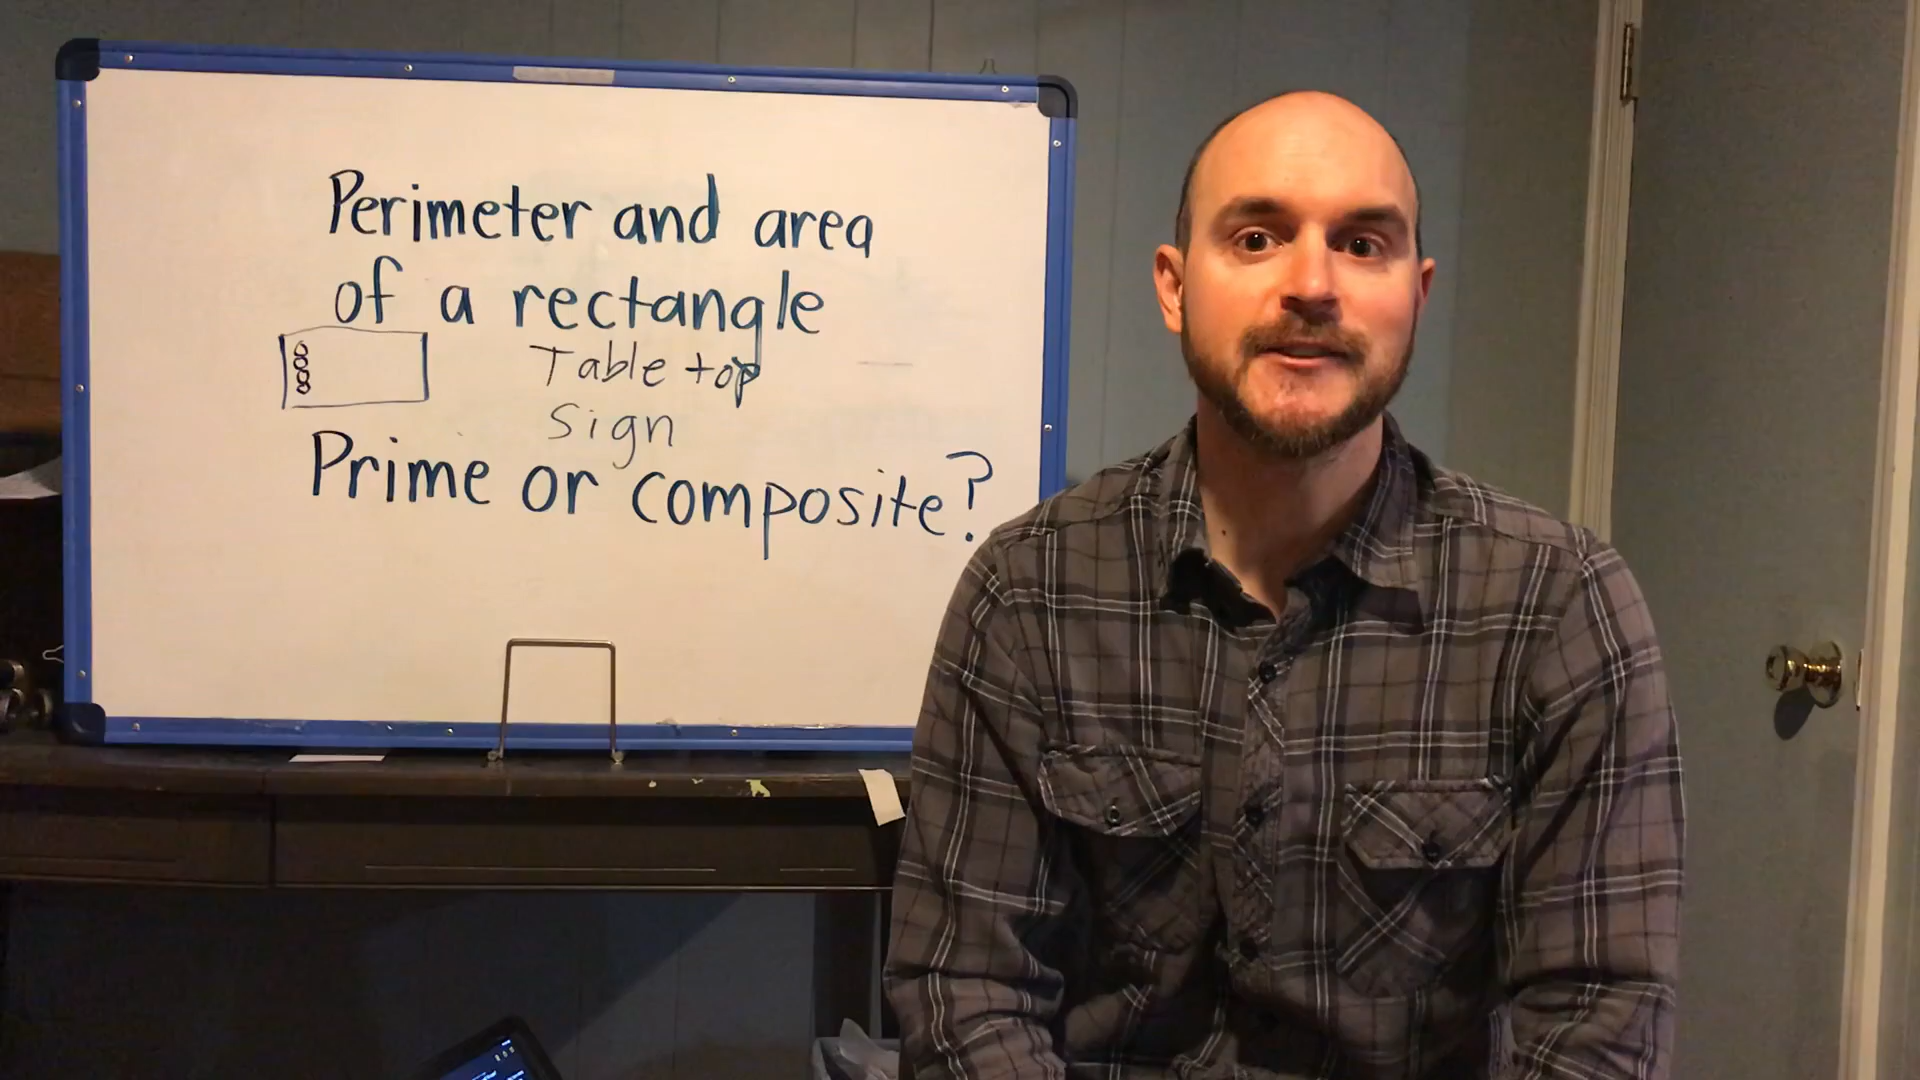 Perimeter and area
of a rectangle
Table top
Sign
Prime or composite?